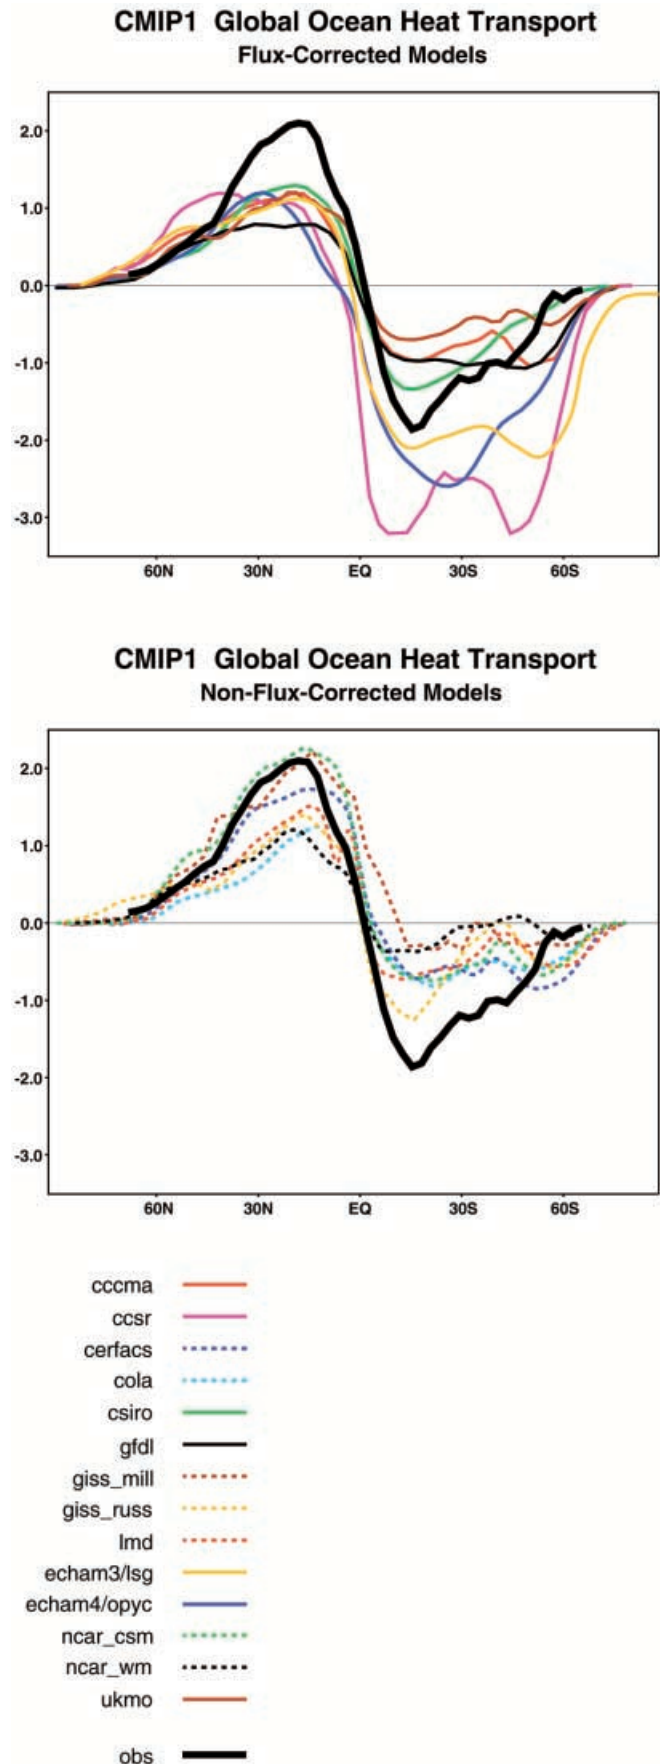 CMIP1 Global Ocean Heat Transport
Flux-Corrected Models
2.0
1.0
0.0
-1.0
-2.0
-3.0
60N 30N EQ 30S 60S
CMIP1 Global Ocean Heat Transport
Non-Flux-Corrected Models
2.0
1.0
0.0
-1.0
-2.0
-3.0
60N 30N EQ 30S 60S
cccma
ccsr
cerfacs
cola
csiro
gfdl
giss_mill
giss_russ
lmd
echam3/lsg
echam4/opyc
ncar_csm
ncar_wm
ukmo
obs